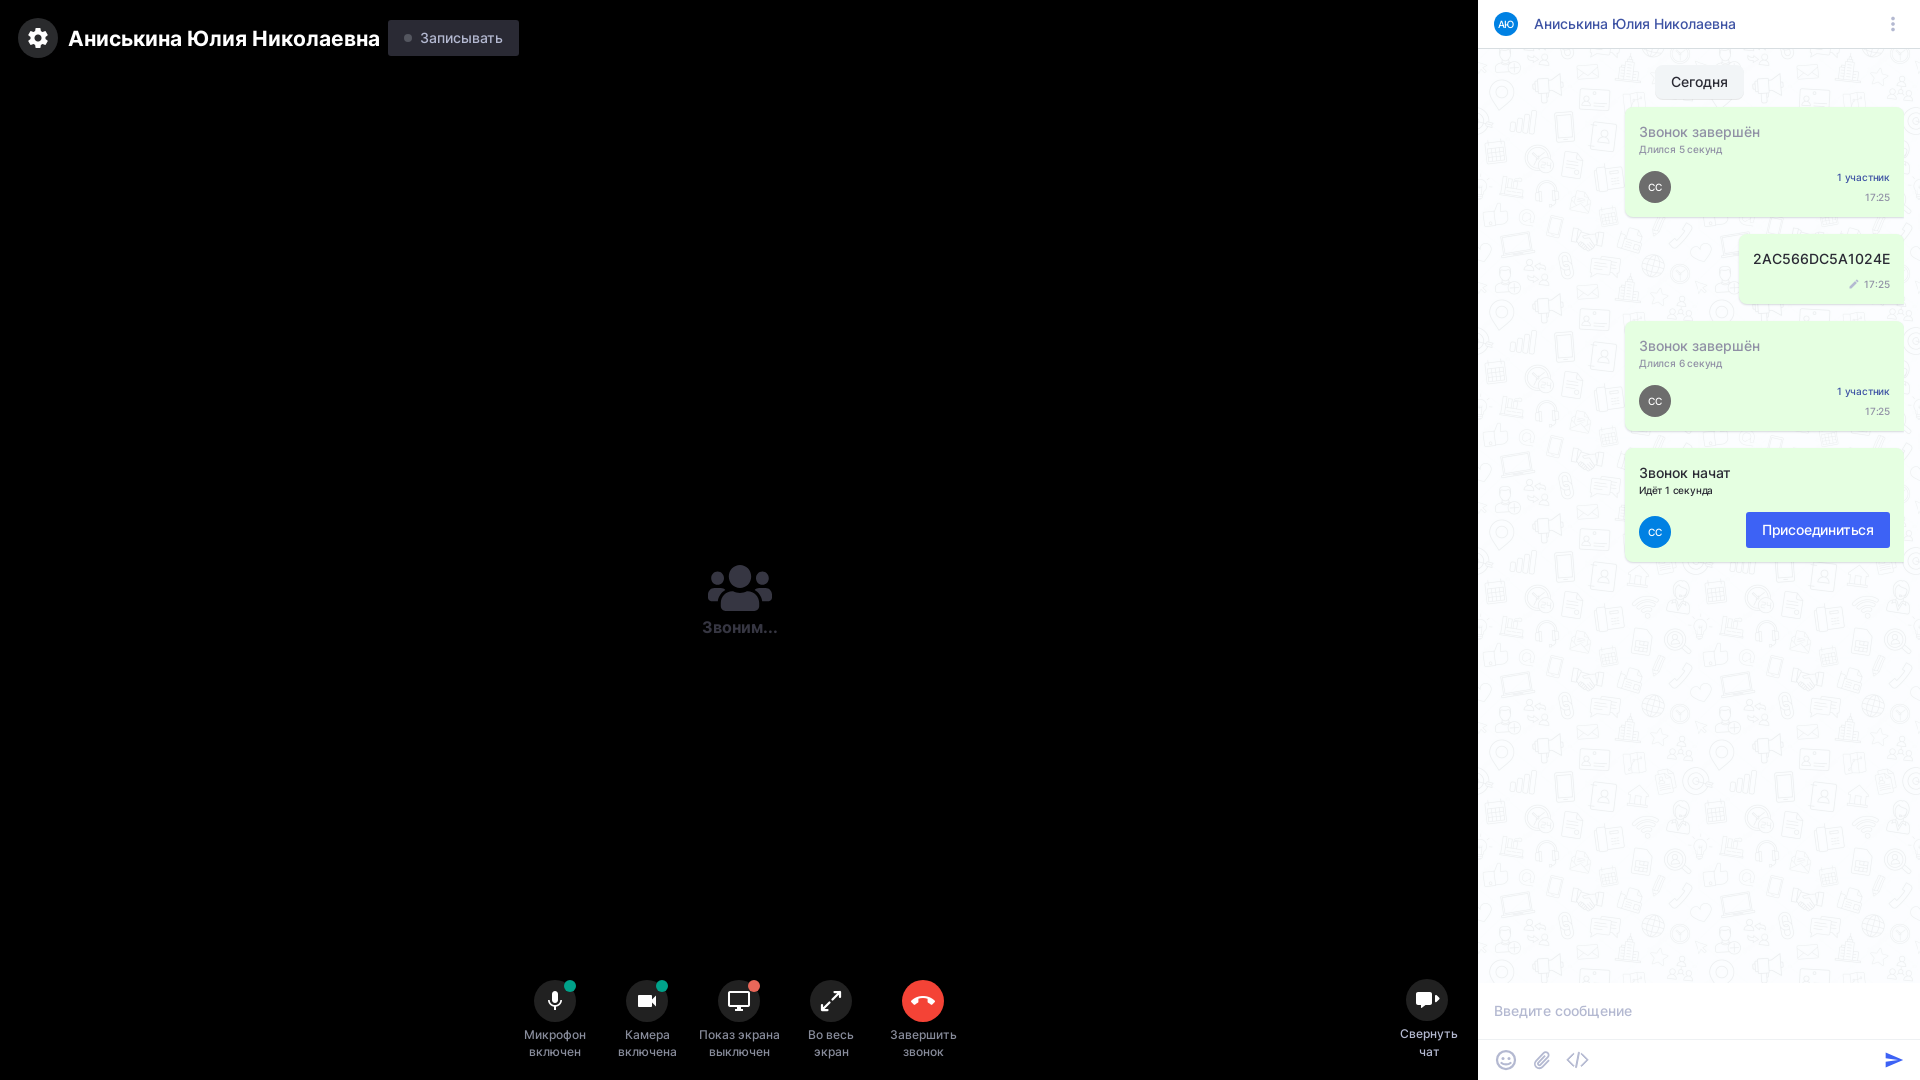 Аниськина Юлия Николаевна
Записывать
Звоним...
Микрофон
включен
Камера
включена
Показ экрана
выключен
Во весь
экран
Завершить
звонок
Свернуть
чат
АЮ
Аниськина Юлия Николаевна
Сегодня
Звонок завершён
Длился 5 секунд
СС
1 участник
17:25
2AC566DC5A1024E
17:25
Звонок завершён
Длился 6 секунд
СС
1 участник
17:25
Звонок начат
Идёт 1 секунда
СС
Присоединиться
Введите сообщение